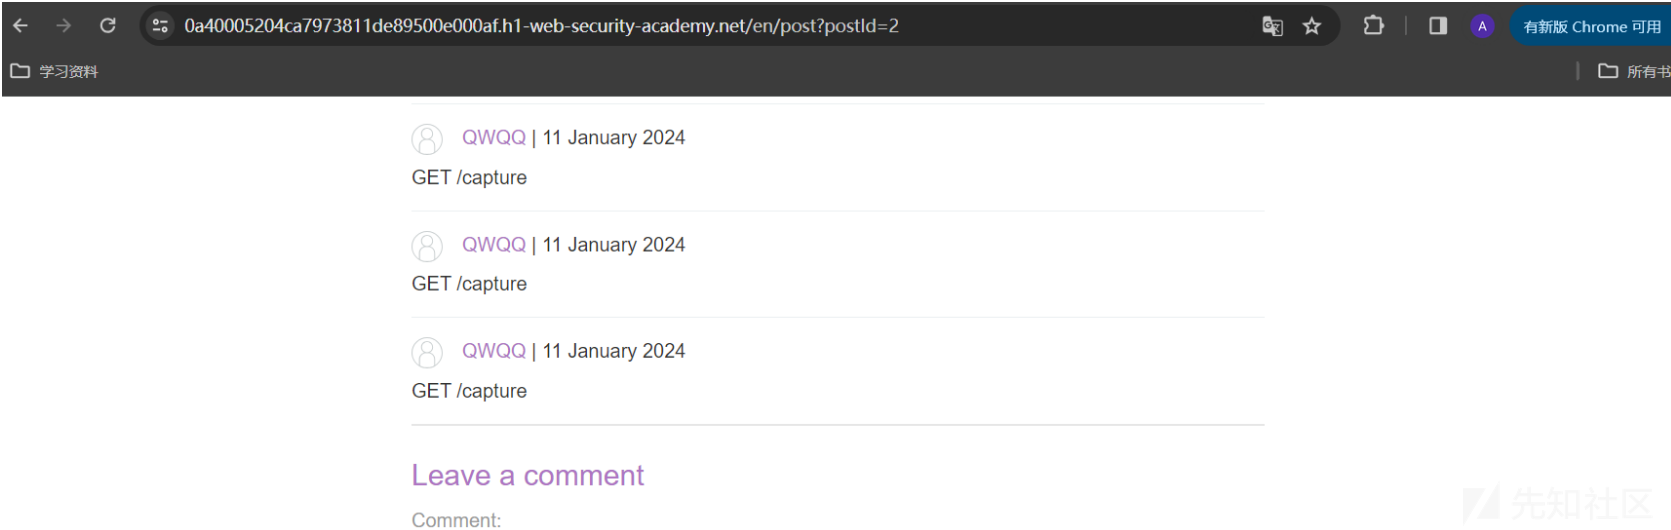 0a40005204ca7973811de89500e000af.h1-web-security-academy.net/en/post?postId=2
A
有新版 Chrome 可用
学习资料
所有书
QWQQ | 11 January 2024
GET /capture
QWQQ | 11 January 2024
GET /capture
QWQQ | 11 January 2024
GET /capture
Leave a comment
Comment:
先知社区